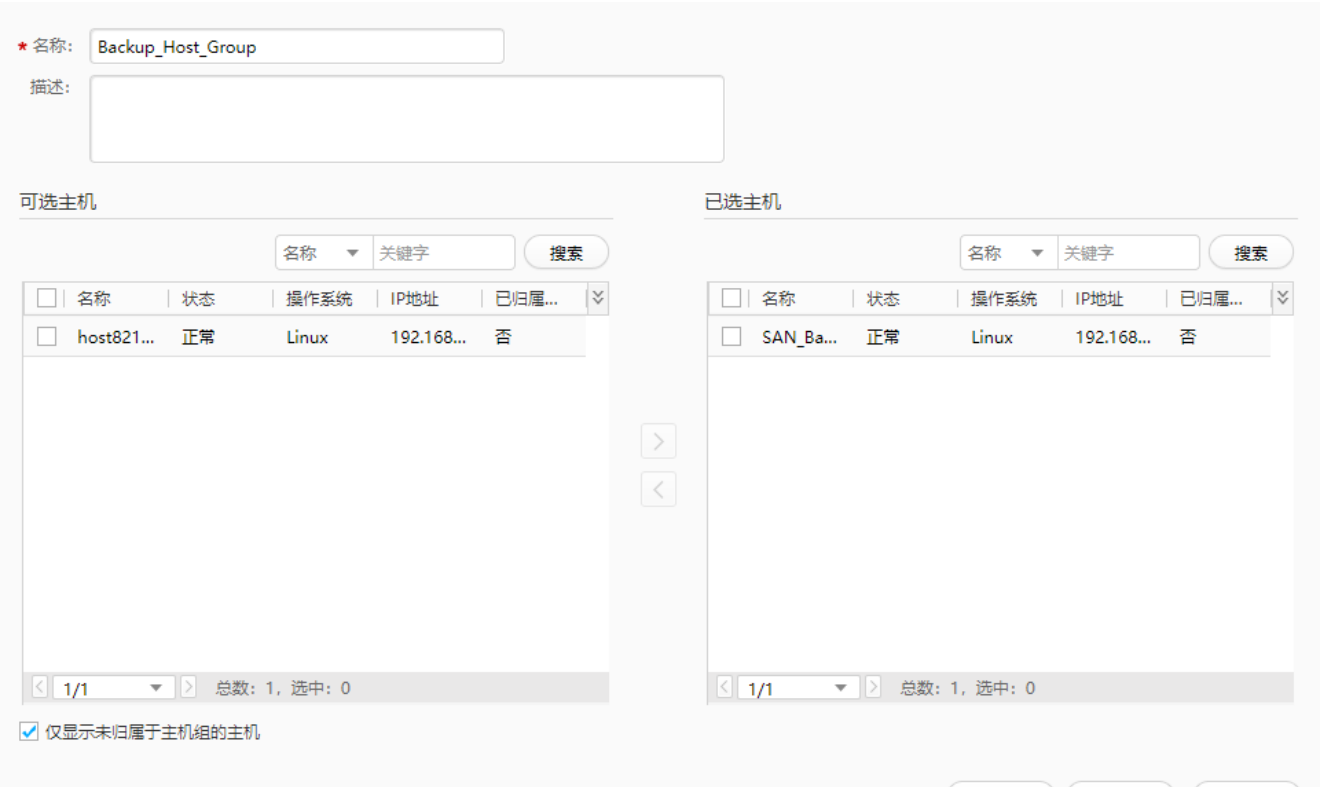 * 名称: Backup_Host_Group
描述:
可选主机
名称 关键字 搜索
名称 状态 操作系统 IP地址 已归属...
host821... 正常 Linux 192.168... 否
1/1 总数: 1, 选中: 0
已选主机
名称 关键字 搜索
名称 状态 操作系统 IP地址 已归属...
SAN_Ba... 正常 Linux 192.168... 否
1/1 总数: 1, 选中: 0
仅显示未归属于主机组的主机